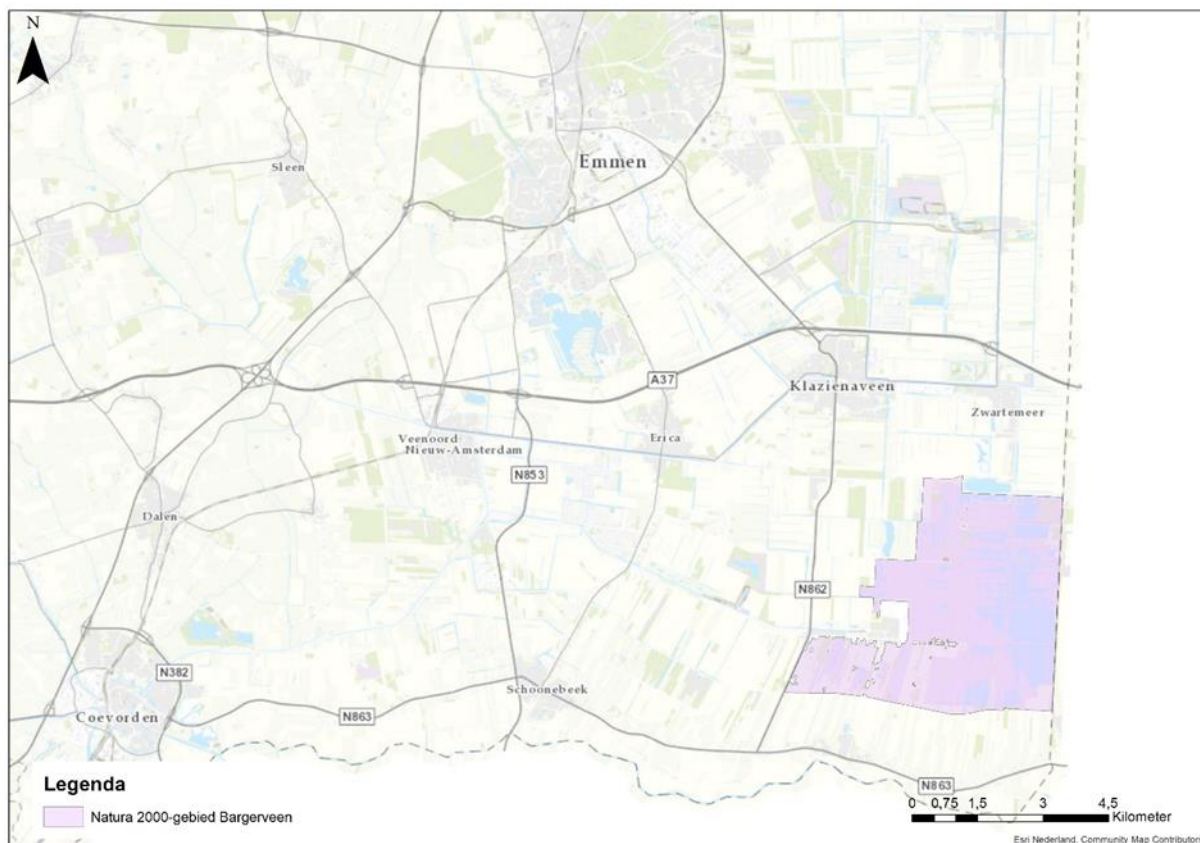 N
Sleen
Emmen
A37
Klazienaveen
Zwartemeer
Veenoord
Nieuw-Amsterdam
Erica
N853
Dalen
N862
N382
Schoonebeek
Coevorden
N863
N863
Legenda
Natura 2000-gebied Bargerveen
0 0,75 1,5 3 4,5
Kilometer
Esri Nederland, Community Map Contributors